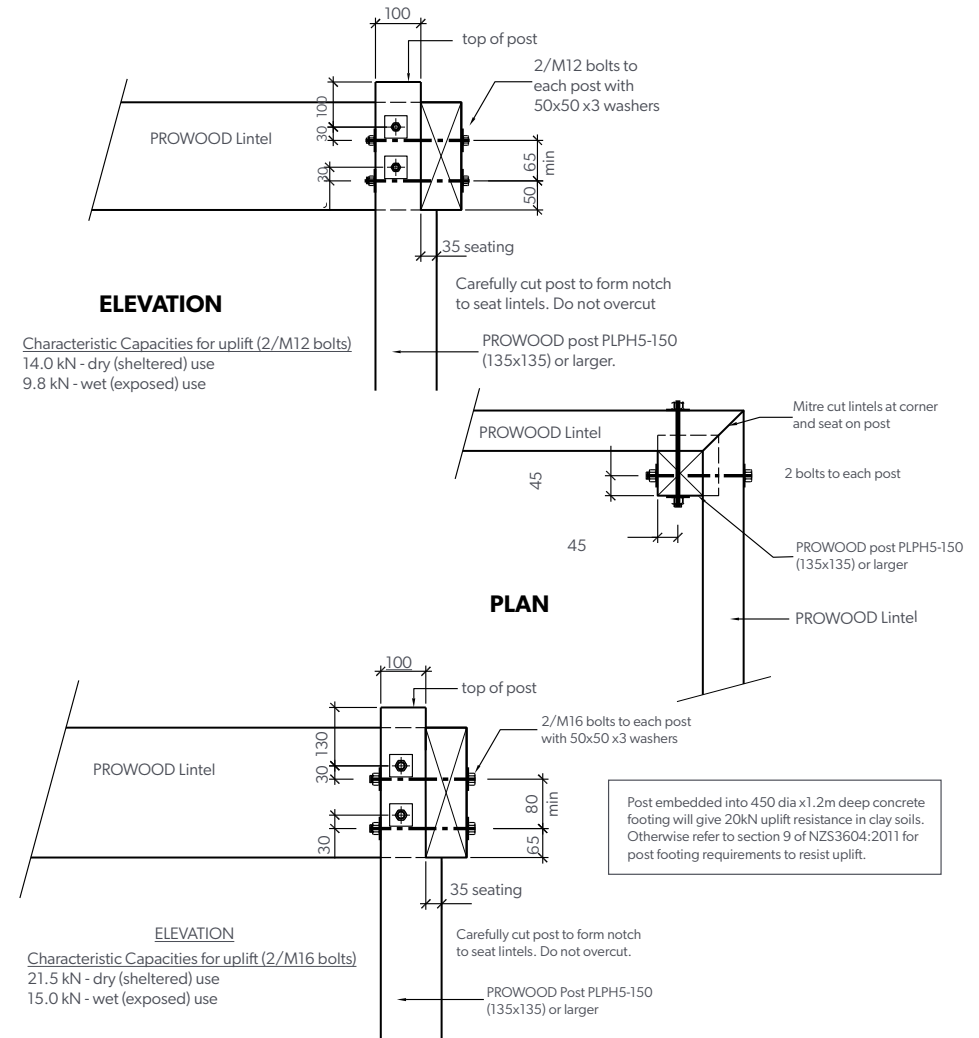 100
top of post
2/M12 bolts to
each post with
50x50 x3 washers
100
30
PROWOOD Lintel
30
65
min
50
35 seating
Carefully cut post to form notch
to seat lintels. Do not overcut
ELEVATION
Characteristic Capacities for uplift (2/M12 bolts)
14.0 kN - dry (sheltered) use
9.8 kN - wet (exposed) use
PROWOOD post PLPH5-150
(135x135) or larger.
Mitre cut lintels at corner
and seat on post
PROWOOD Lintel
2 bolts to each post
45
45
PROWOOD post PLPH5-150
(135x135) or larger
PLAN
PROWOOD Lintel
100
top of post
2/M16 bolts to each post
with 50x50 x3 washers
130
30
PROWOOD Lintel
30
80
min
65
Post embedded into 450 dia x1.2m deep concrete
footing will give 20kN uplift resistance in clay soils.
Otherwise refer to section 9 of NZS3604:2011 for
post footing requirements to resist uplift.
35 seating
ELEVATION
Characteristic Capacities for uplift (2/M16 bolts)
21.5 kN - dry (sheltered) use
15.0 kN - wet (exposed) use
Carefully cut post to form notch
to seat lintels. Do not overcut.
PROWOOD Post PLPH5-150
(135x135) or larger